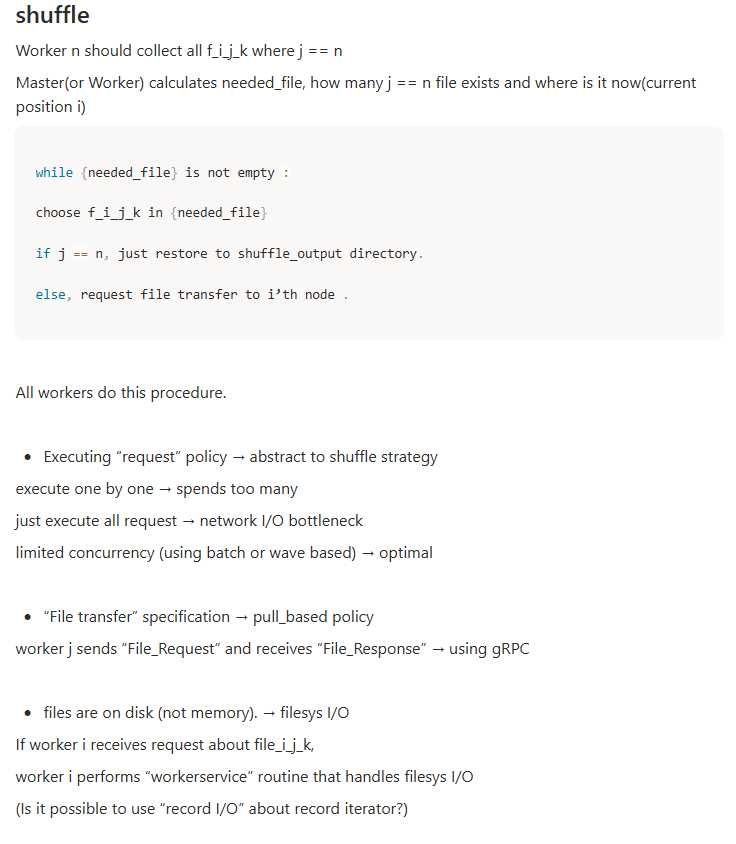 shuffle
Worker n should collect all f_i_j_k where j == n
Master(or Worker) calculates needed_file, how many j == n file exists and where is it now(current
position i)
while {needed_file} is not empty :
choose f_i_j_k in {needed_file}
if j == n, just restore to shuffle_output directory.
else, request file transfer to i’th node .
All workers do this procedure.
• Executing “request” policy → abstract to shuffle strategy
execute one by one → spends too many
just execute all request → network I/O bottleneck
limited concurrency (using batch or wave based) → optimal
• “File transfer” specification → pull_based policy
worker j sends “File_Request” and receives “File_Response” → using gRPC
• files are on disk (not memory). → filesys I/O
If worker i receives request about file_i_j_k,
worker i performs “workerservice” routine that handles filesys I/O
(Is it possible to use “record I/O” about record iterator?)